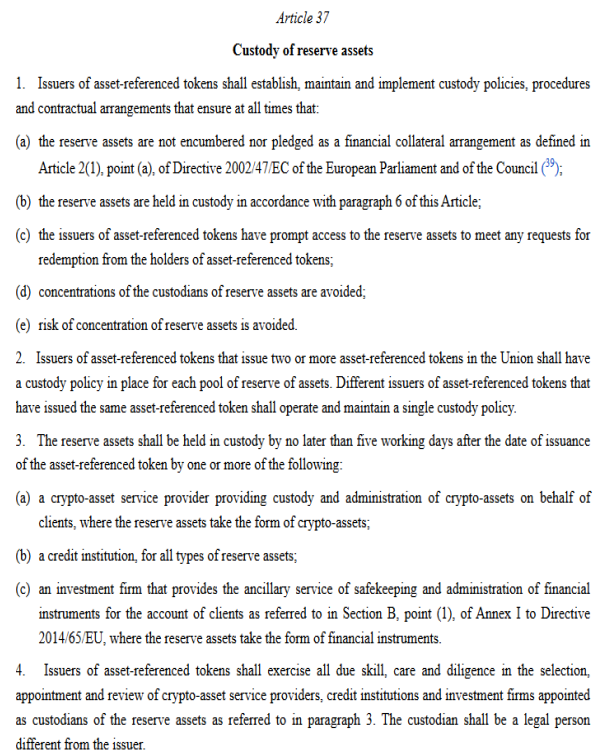 Article 37
Custody of reserve assets
1. Issuers of asset-referenced tokens shall establish, maintain and implement custody policies, procedures
and contractual arrangements that ensure at all times that:
(a) the reserve assets are not encumbered nor pledged as a financial collateral arrangement as defined in
Article 2(1), point (a), of Directive 2002/47/EC of the European Parliament and of the Council (39);
(b) the reserve assets are held in custody in accordance with paragraph 6 of this Article;
(c) the issuers of asset-referenced tokens have prompt access to the reserve assets to meet any requests for
redemption from the holders of asset-referenced tokens;
(d) concentrations of the custodians of reserve assets are avoided;
(e) risk of concentration of reserve assets is avoided.
2. Issuers of asset-referenced tokens that issue two or more asset-referenced tokens in the Union shall have
a custody policy in place for each pool of reserve of assets. Different issuers of asset-referenced tokens that
have issued the same asset-referenced token shall operate and maintain a single custody policy.
3. The reserve assets shall be held in custody by no later than five working days after the date of issuance
of the asset-referenced token by one or more of the following:
(a) a crypto-asset service provider providing custody and administration of crypto-assets on behalf of
clients, where the reserve assets take the form of crypto-assets;
(b) a credit institution, for all types of reserve assets;
(c) an investment firm that provides the ancillary service of safekeeping and administration of financial
instruments for the account of clients as referred to in Section B, point (1), of Annex I to Directive
2014/65/EU, where the reserve assets take the form of financial instruments.
4. Issuers of asset-referenced tokens shall exercise all due skill, care and diligence in the selection,
appointment and review of crypto-asset service providers, credit institutions and investment firms appointed
as custodians of the reserve assets as referred to in paragraph 3. The custodian shall be a legal person
different from the issuer.